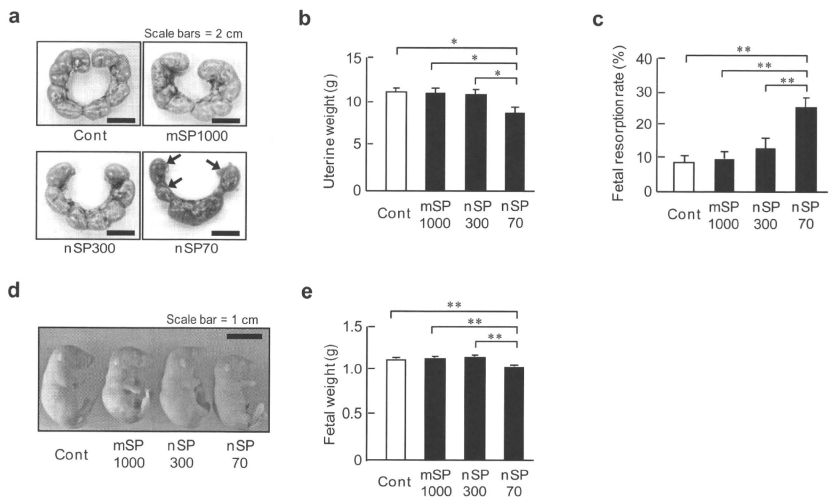 a
Scale bars = 2 cm
Cont
mSP1000
nSP300
nSP70
b
Uterine weight (g)
15
10
5
0
*
*
*
Cont
mSP
1000
nSP
300
nSP
70
c
Fetal resorption rate (%)
40
30
20
10
0
**
**
**
Cont
mSP
1000
nSP
300
nSP
70
d
Scale bar = 1 cm
Cont
mSP
1000
nSP
300
nSP
70
e
Fetal weight (g)
1.5
1.0
0.5
0
**
**
**
Cont
mSP
1000
nSP
300
nSP
70